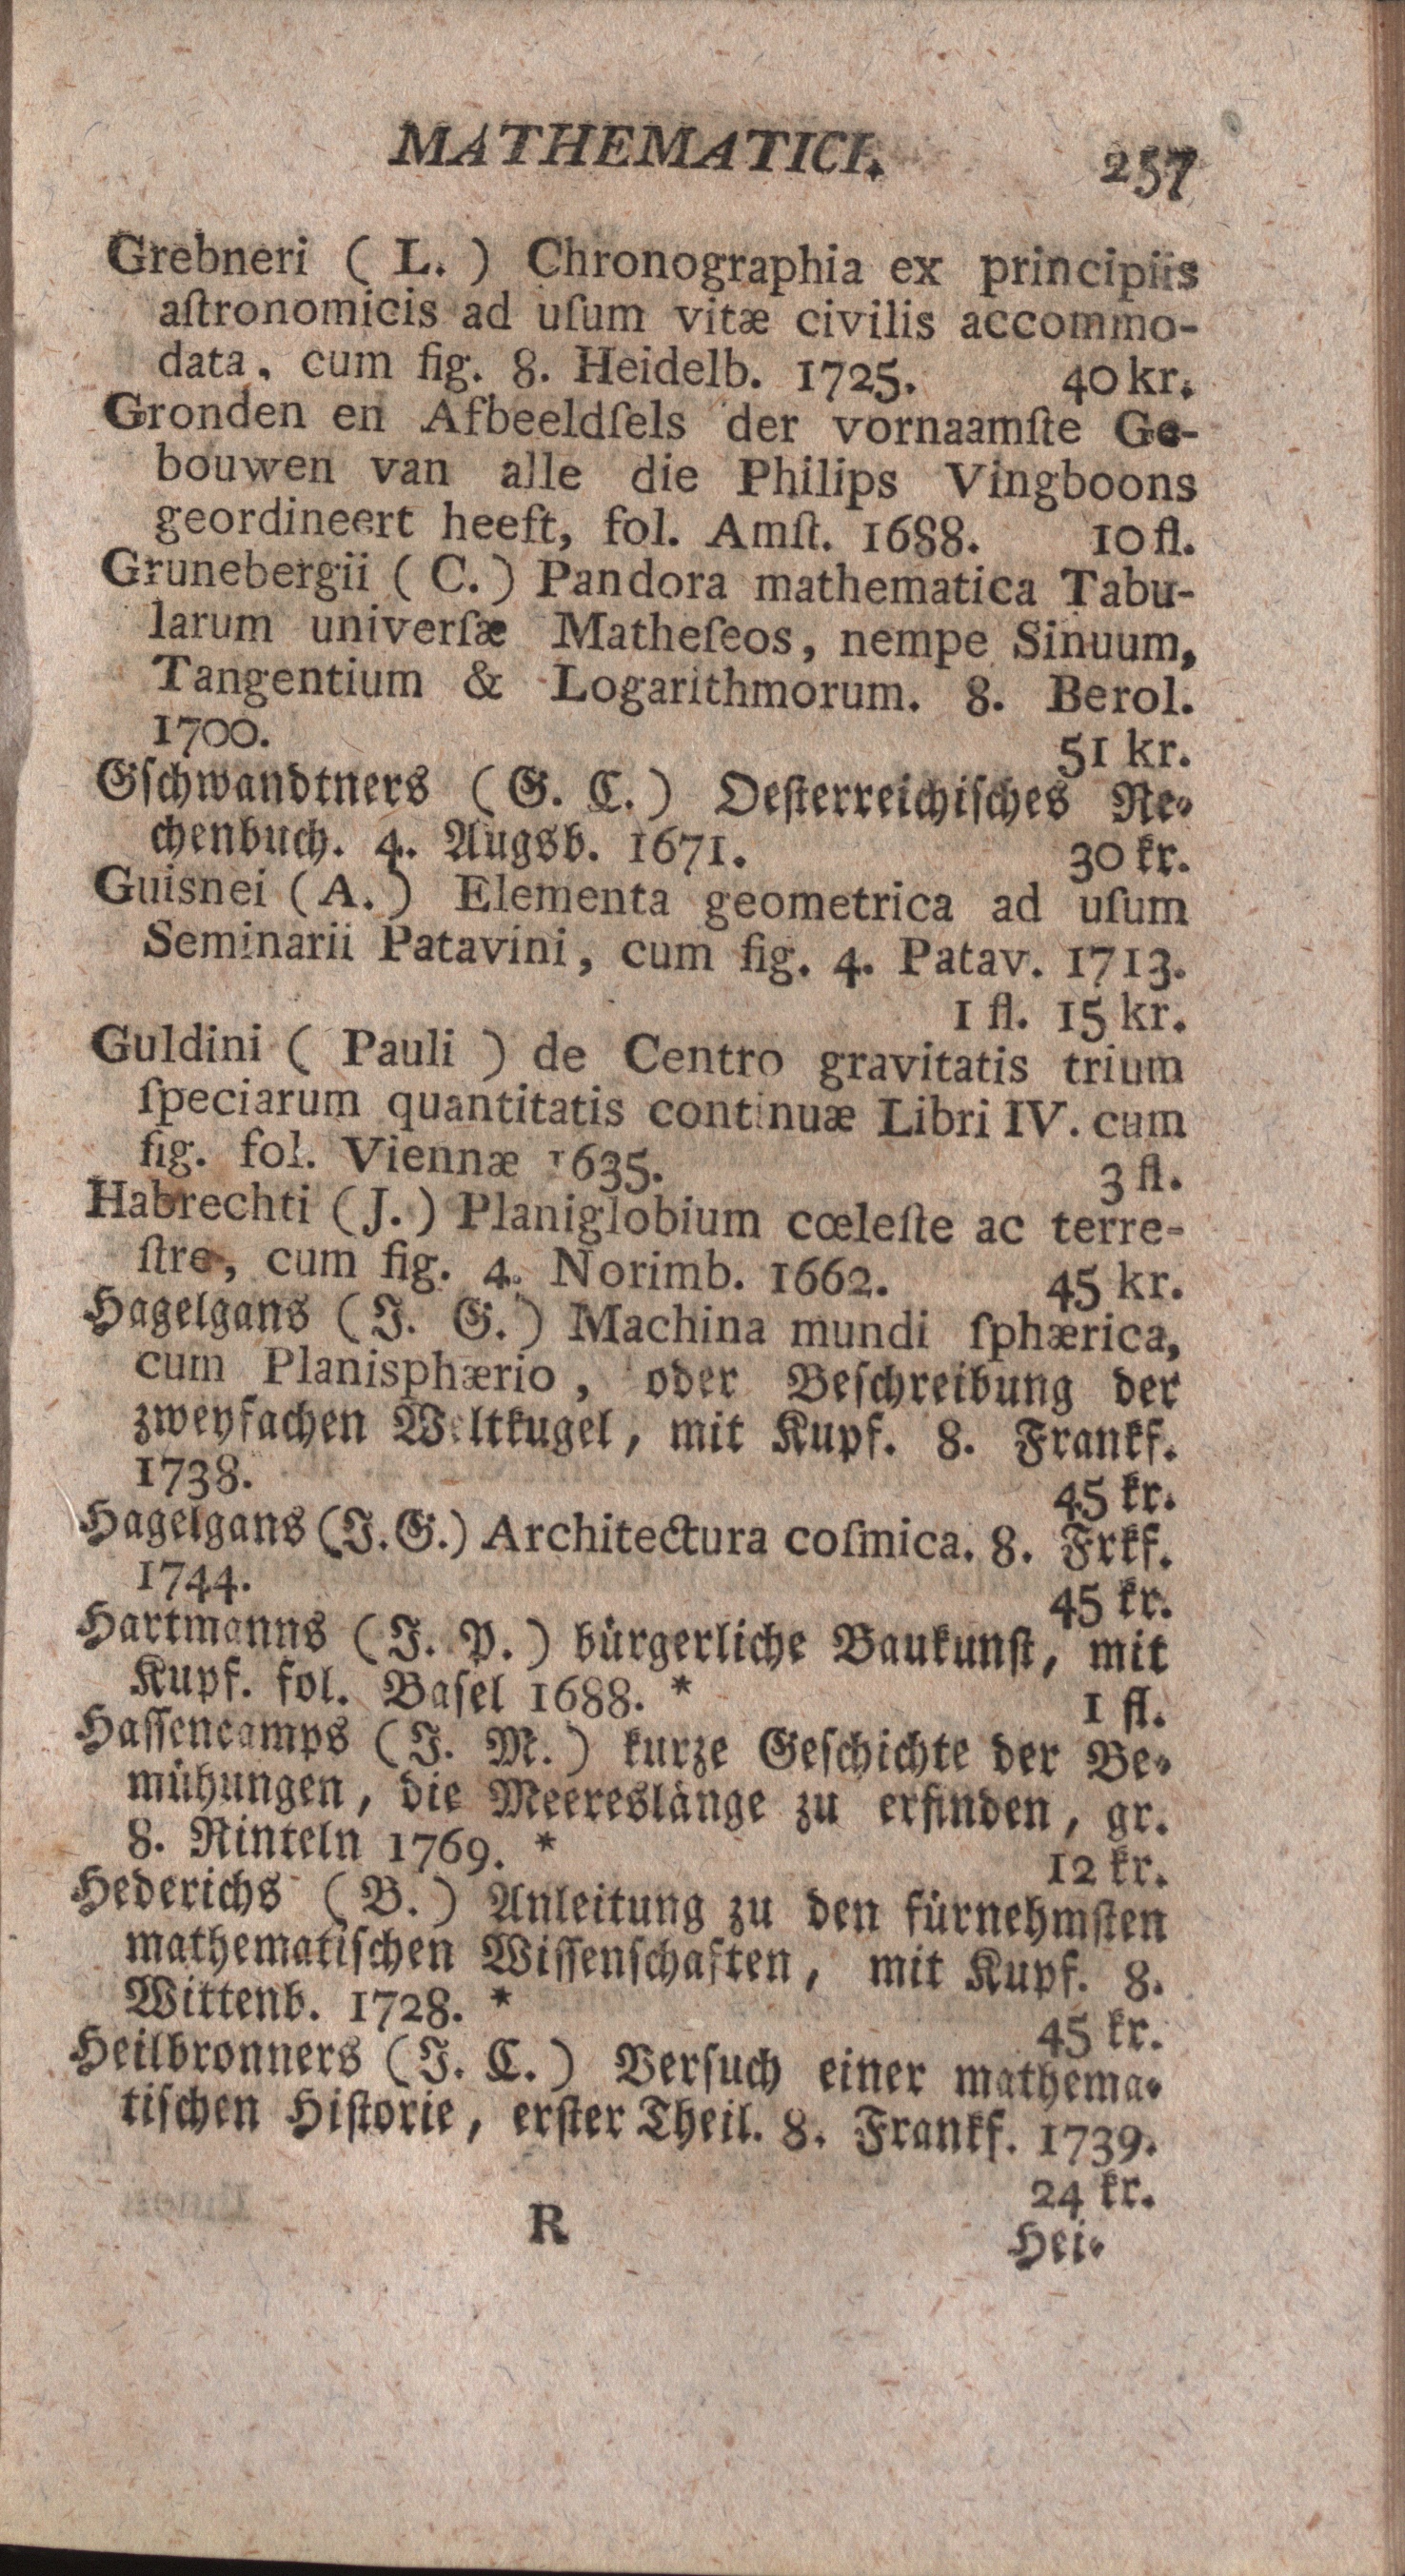 MATHEMATICI. 257
Grebneri ( L. ) Chronographia ex principiis
aſtronomicis ad uſum vitæ civilis accommo-
data, cum fig. 8. Heidelb. 1725. 40 kr.
Gronden en Afbeeldſels der vornaamſte Ge-
bouwen van alle die Philips Vingboons
geordineert heeft, fol. Amſt. 1688. 10 fl.
Grunebergii ( C. ) Pandora mathematica Tabu-
larum univerſæ Matheſeos, nempe Sinuum,
Tangentium & Logarithmorum. 8. Berol.
1700. 51 kr.
Gſchwandtners ( G. C. ) Oeſterreichiſches Re-
chenbuch. 4. Augsb. 1671. 30 kr.
Guisnei ( A. ) Elementa geometrica ad uſum
Seminarii Patavini, cum fig. 4. Patav. 1713.
1 fl. 15 kr.
Guldini ( Pauli ) de Centro gravitatis trium
ſpeciarum quantitatis continuæ Libri IV. cum
fig. fol. Viennæ 1635. 3 fl.
Habrechti ( J. ) Planiglobium cœleſte ac terre-
ſtre, cum fig. 4. Norimb. 1662. 45 kr.
Hagelgans ( J. G. ) Machina mundi ſphærica,
cum Planisphærio, oder Beſchreibung der
zweyfachen Weltkugel, mit Kupf. 8. Frankf.
1738. 45 kr.
Hagelgans (J. G.) Architectura coſmica. 8. Frkf.
1744. 45 kr.
Hartmanns ( J. P. ) bürgerliche Baukunſt, mit
Kupf. fol. Baſel 1688. * 1 fl.
Haſſencamps ( J. M. ) kurze Geſchichte der Be-
mühungen, die Meereslänge zu erfinden, gr.
8. Rinteln 1769. * 12 kr.
Hederichs ( B. ) Anleitung zu den fürnehmſten
mathematiſchen Wiſſenſchaften, mit Kupf. 8.
Wittenb. 1728. * 45 kr.
Heilbronners ( J. C. ) Verſuch einer mathema-
tiſchen Hiſtorie, erſter Theil. 8. Frankf. 1739.
24 kr.
R Hei-